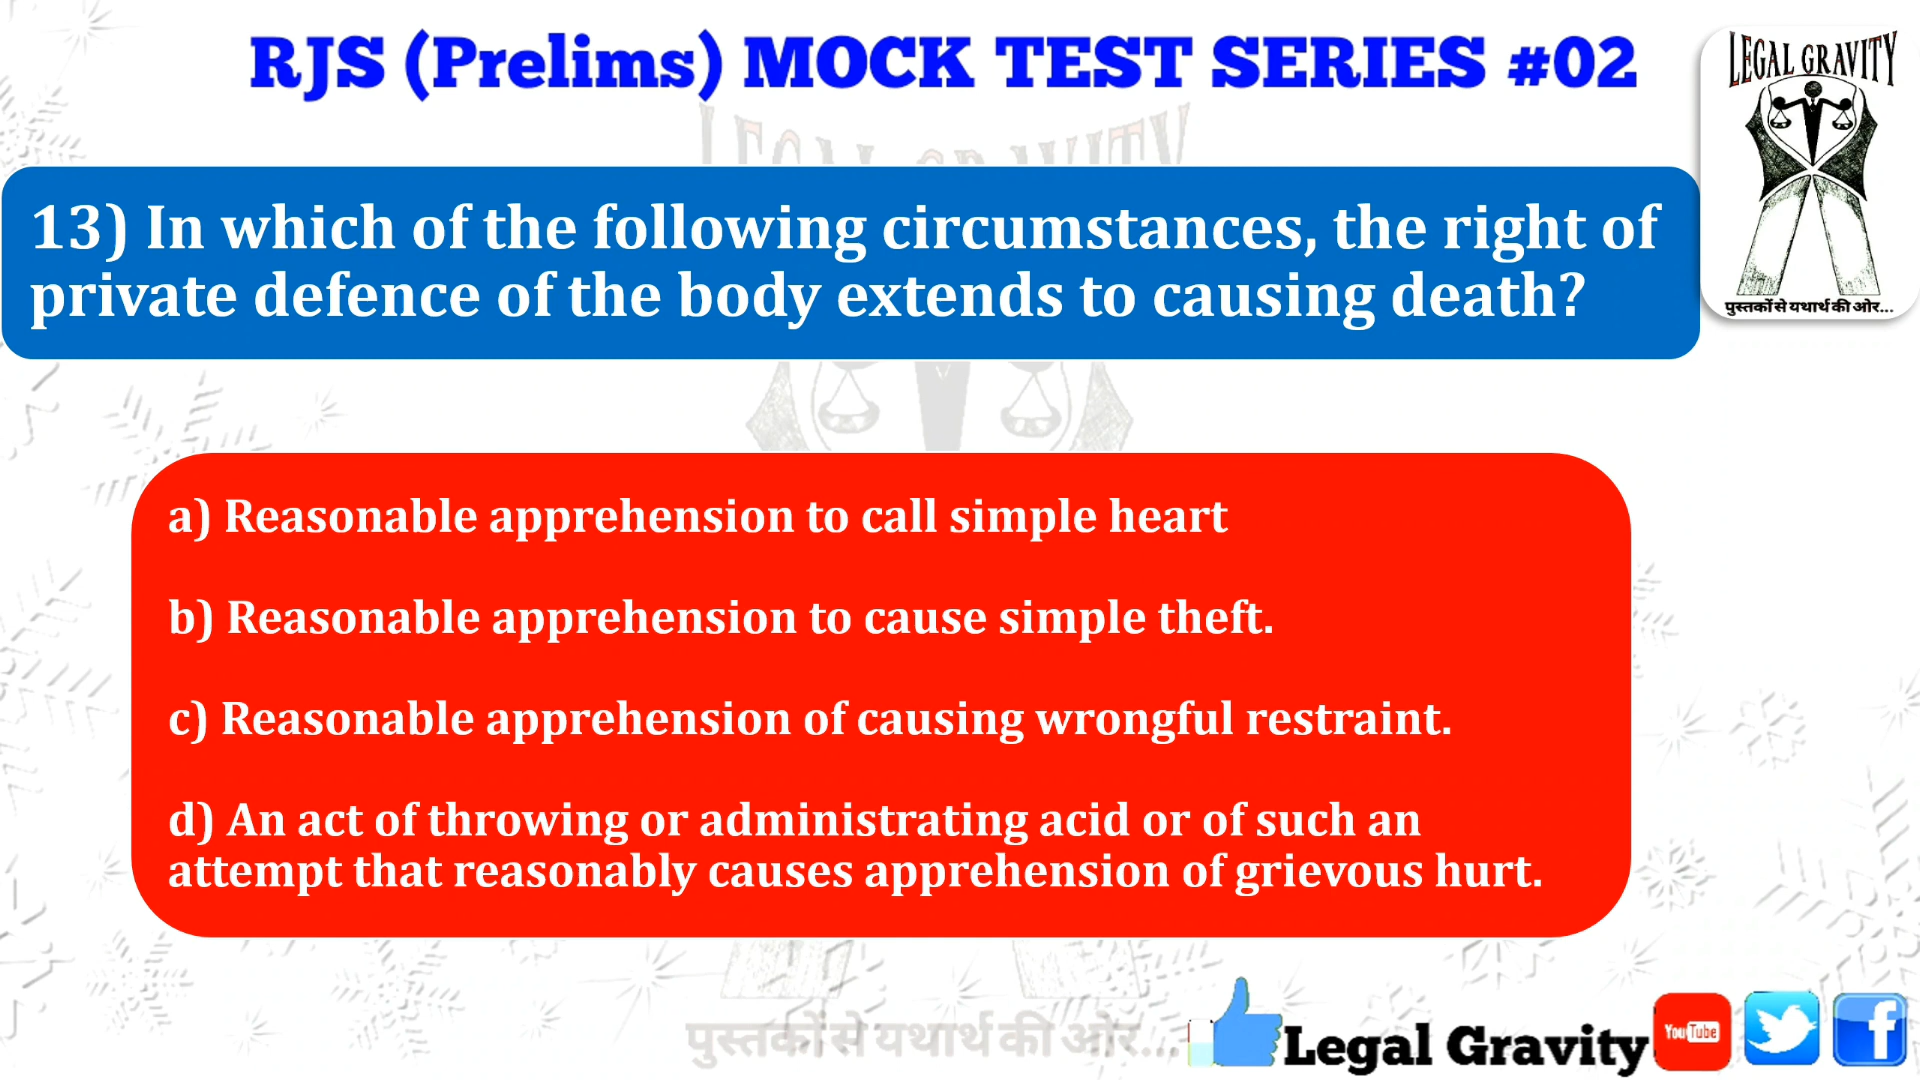 RJS (Prelims) MOCK TEST SERIES #02
LEGAL GRAVITY
पुस्तकों से यथार्थ की ओर...
LEGAL GRAVITY
13) In which of the following circumstances, the right of
private defence of the body extends to causing death?
a) Reasonable apprehension to call simple heart
b) Reasonable apprehension to cause simple theft.
c) Reasonable apprehension of causing wrongful restraint.
d) An act of throwing or administrating acid or of such an
attempt that reasonably causes apprehension of grievous hurt.
पुस्तकों से यथार्थ की ओर...
Legal Gravity
YouTube